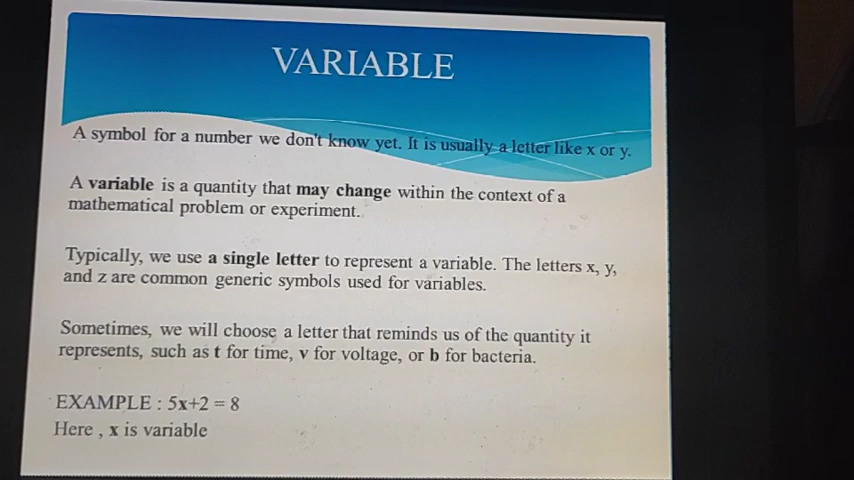 VARIABLE
A symbol for a number we don't know yet. It is usually a letter like x or y.
A variable is a quantity that may change within the context of a
mathematical problem or experiment.
Typically, we use a single letter to represent a variable. The letters x, y,
and z are common generic symbols used for variables.
Sometimes, we will choose a letter that reminds us of the quantity it
represents, such as t for time, v for voltage, or b for bacteria.
EXAMPLE : 5x+2 = 8
Here , x is variable